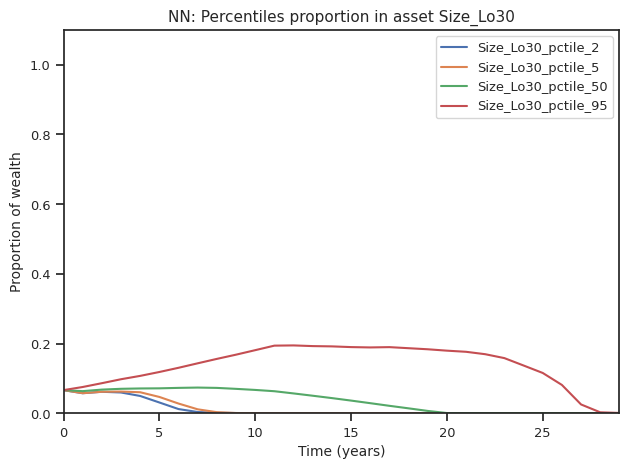 NN: Percentiles proportion in asset Size_Lo30
Size_Lo30_pctile_2
Size_Lo30_pctile_5
Size_Lo30_pctile_50
Size_Lo30_pctile_95
Proportion of wealth
1.0
0.8
0.6
0.4
0.2
0.0
0 5 10 15 20 25
Time (years)